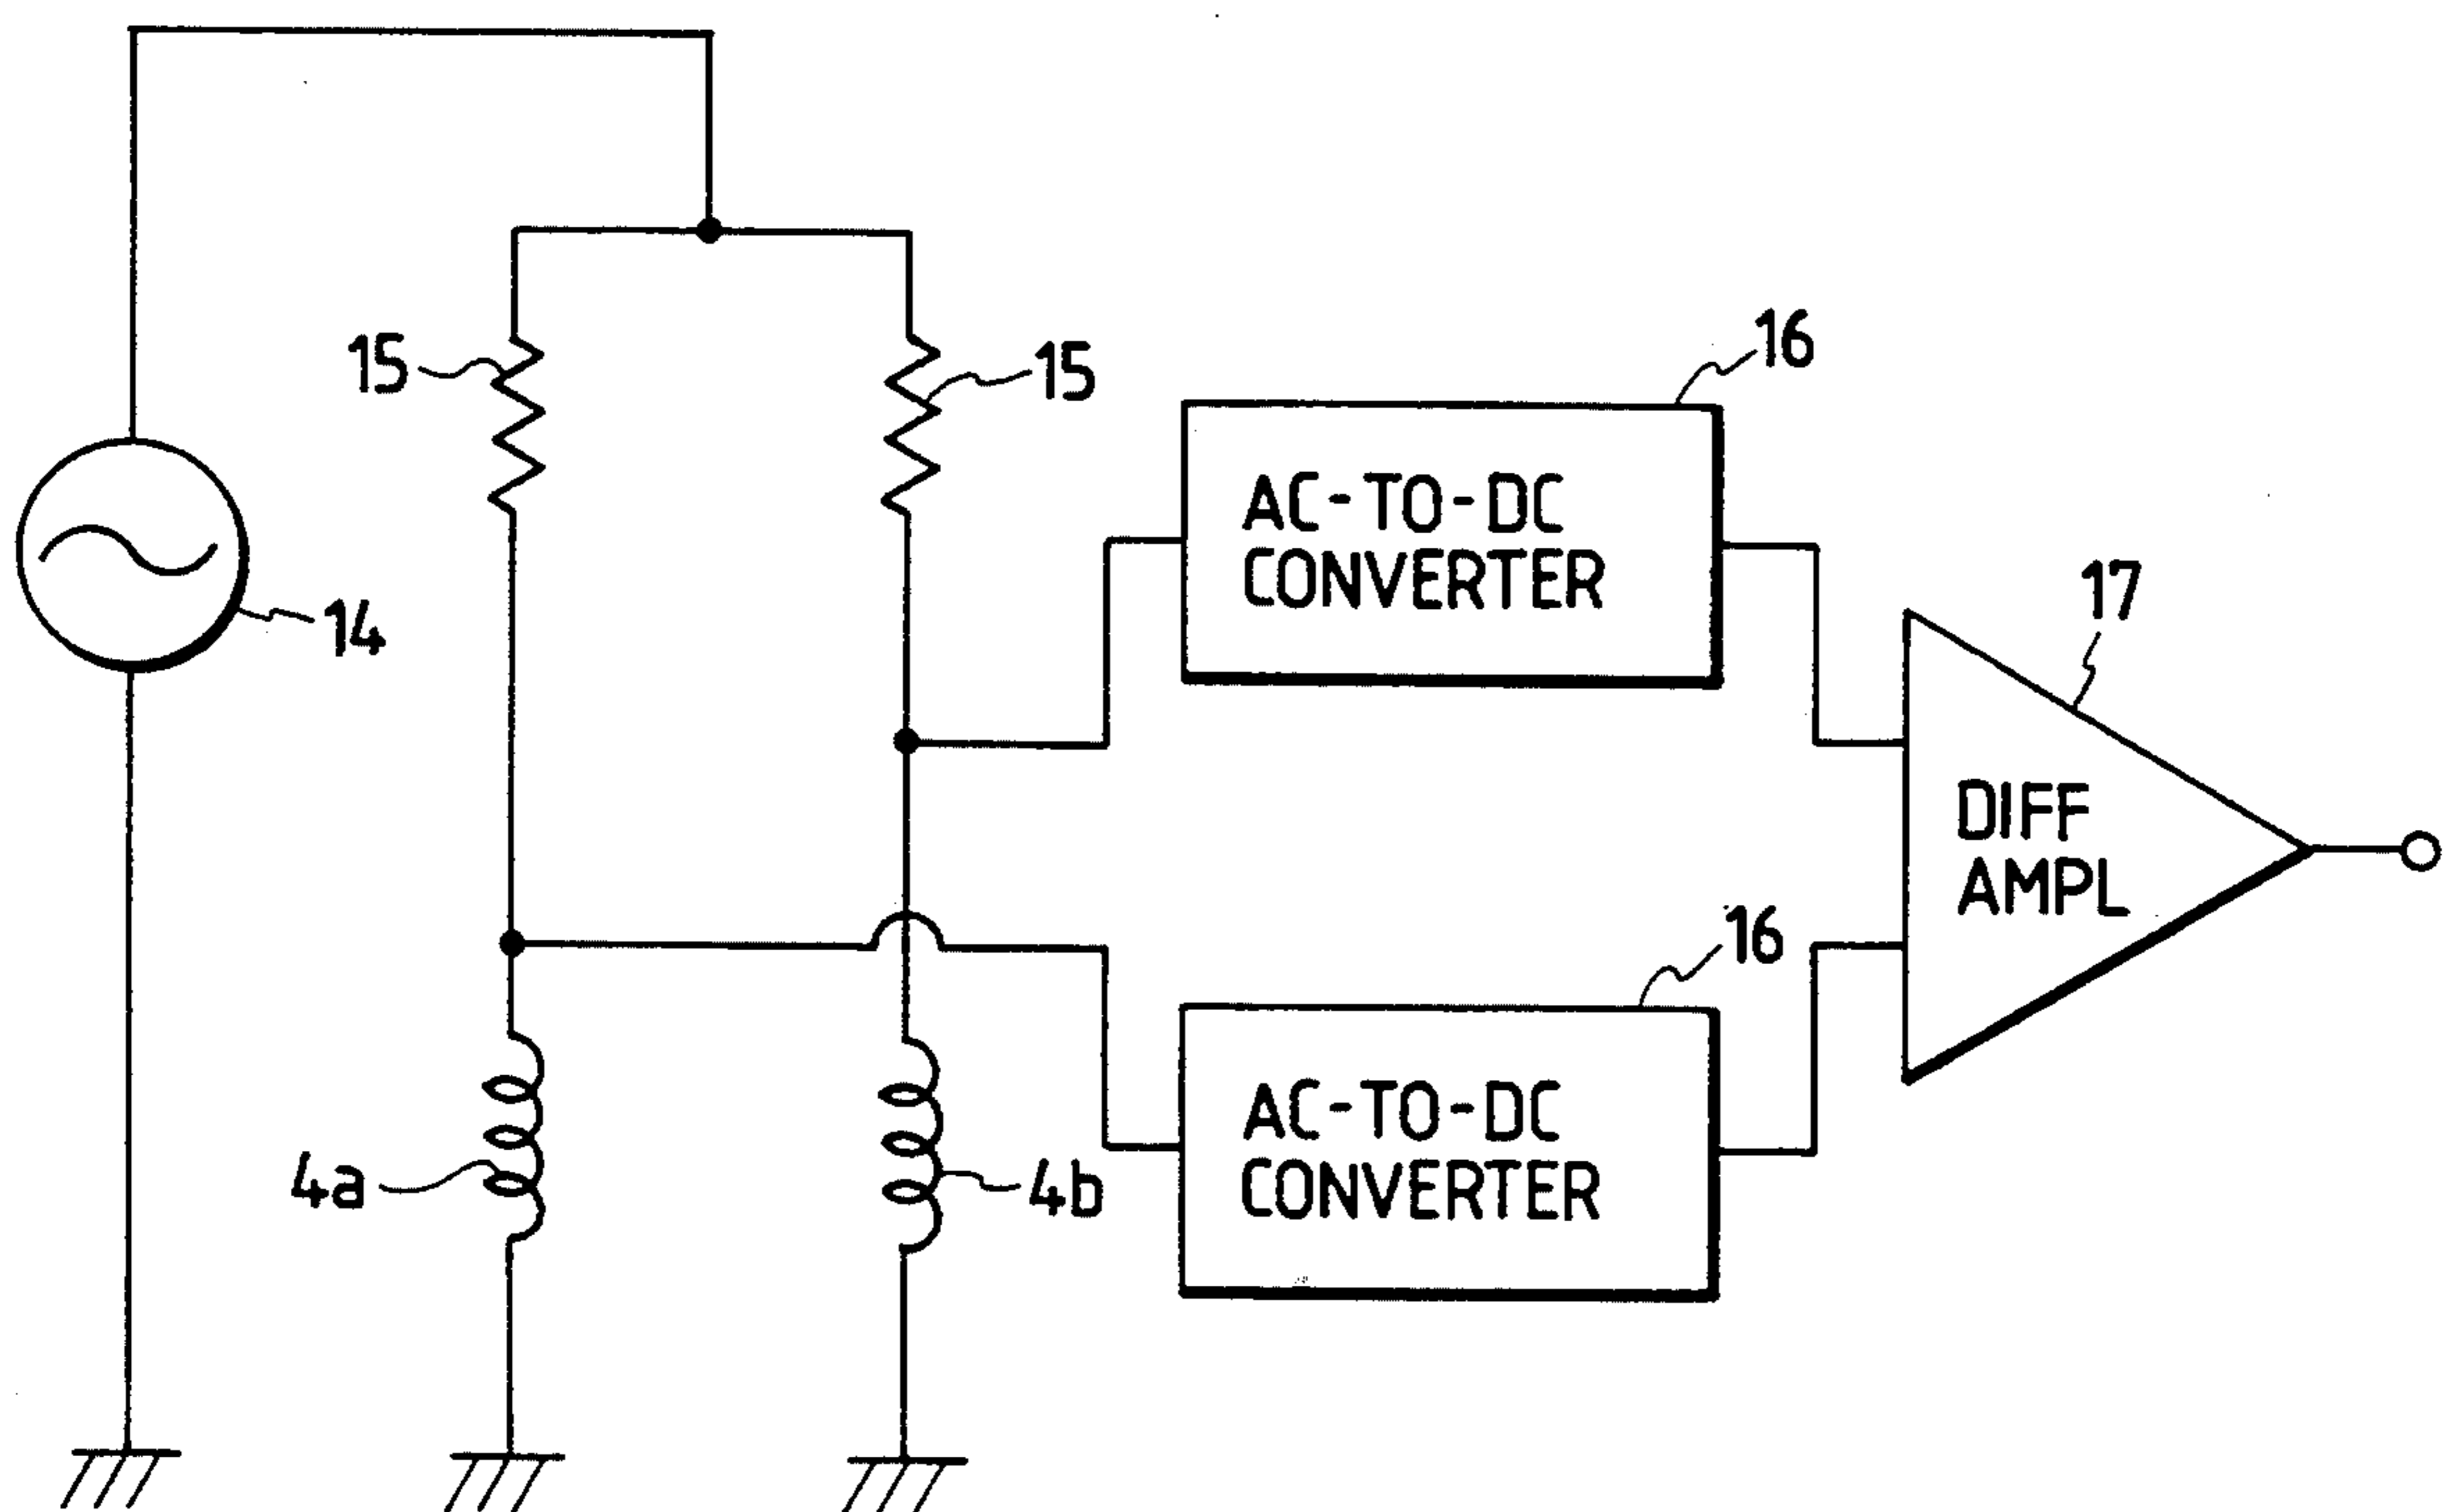 15
15
16
AC-TO-DC
CONVERTER
14
17
DIFF
AMPL
16
AC-TO-DC
CONVERTER
4a
4b